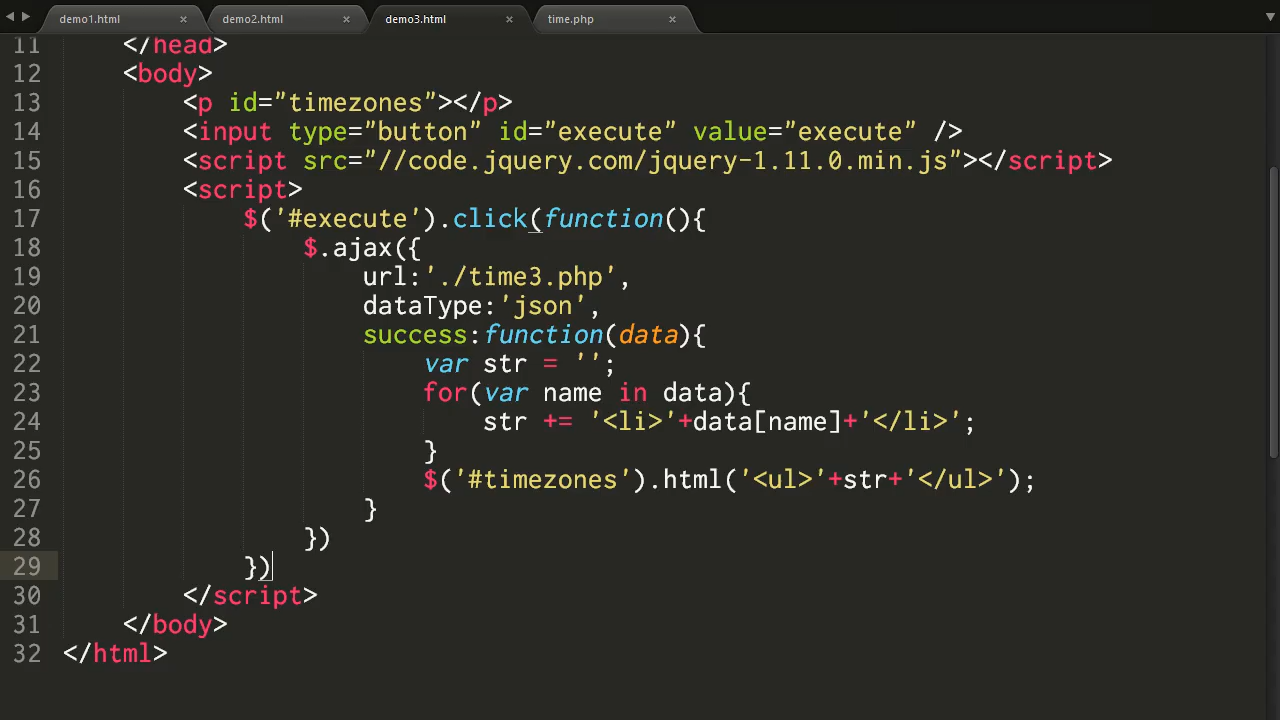 demo1.html × demo2.html × demo3.html × time.php ×
11 </head>
12 <body>
13 <p id="timezones"></p>
14 <input type="button" id="execute" value="execute" />
15 <script src="//code.jquery.com/jquery-1.11.0.min.js"></script>
16 <script>
17 $('#execute').click(function(){
18 $.ajax({
19 url:'./time3.php',
20 dataType:'json',
21 success:function(data){
22 var str = '';
23 for(var name in data){
24 str += '<li>'+data[name]+'</li>';
25 }
26 $('#timezones').html('<ul>'+str+'</ul>');
27 }
28 })
29 })
30 </script>
31 </body>
32 </html>